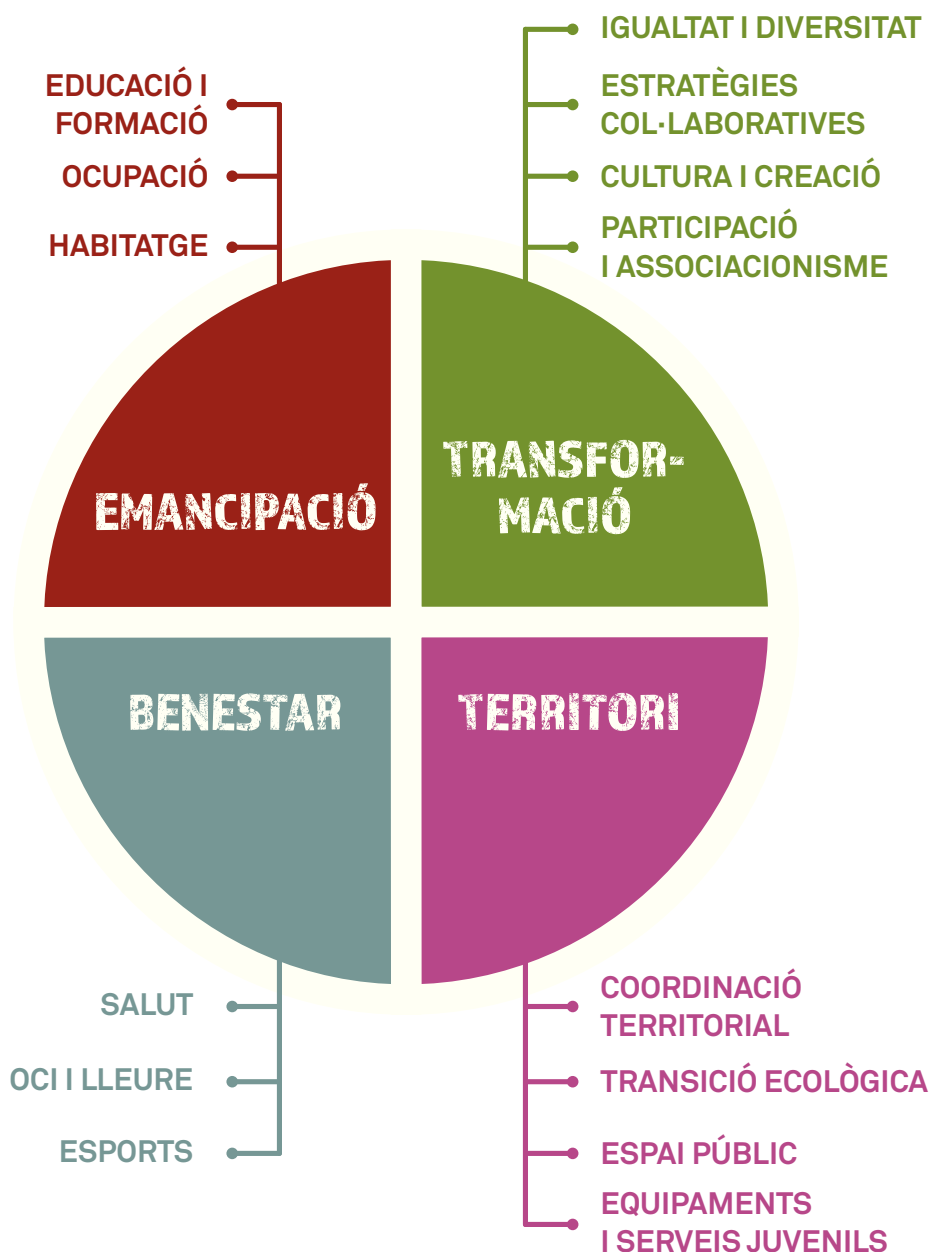 EDUCACIÓ I
FORMACIÓ
OCUPACIÓ
HABITATGE
IGUALTAT I DIVERSITAT
ESTRATÈGIES
COL·LABORATIVES
CULTURA I CREACIÓ
PARTICIPACIÓ
I ASSOCIACIONISME
EMANCIPACIÓ
TRANSFOR-
MACIÓ
BENESTAR
TERRITORI
SALUT
OCI I LLEURE
ESPORTS
COORDINACIÓ
TERRITORIAL
TRANSICIÓ ECOLÒGICA
ESPAI PÚBLIC
EQUIPAMENTS
I SERVEIS JUVENILS